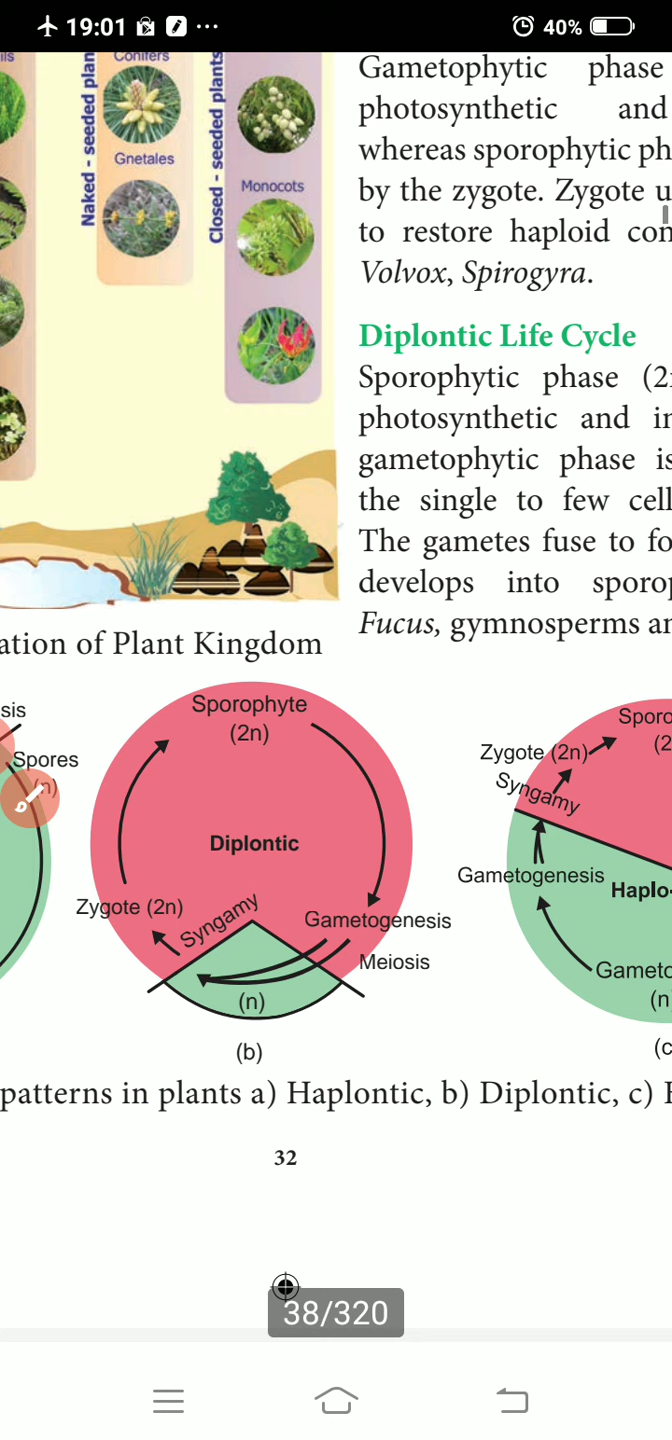 19:01
40%
Conifers
Naked - seeded plan
Gnetales
Closed - seeded plants
Monocots
Gametophytic phase
photosynthetic and
whereas sporophytic ph
by the zygote. Zygote u
to restore haploid con
Volvox, Spirogyra.
Diplontic Life Cycle
Sporophytic phase (2n
photosynthetic and in
gametophytic phase is
the single to few cell
The gametes fuse to fo
develops into sporop
Fucus, gymnosperms an
ation of Plant Kingdom
sis
Spores
(n)
Sporophyte
(2n)
Diplontic
Zygote (2n)
Syngamy
Gametogenesis
Meiosis
(n)
(b)
Sporo
(2
Zygote (2n)
Syngamy
Gametogenesis
Haplo-
Gameto
(n)
(c
patterns in plants a) Haplontic, b) Diplontic, c) H
32
38/320